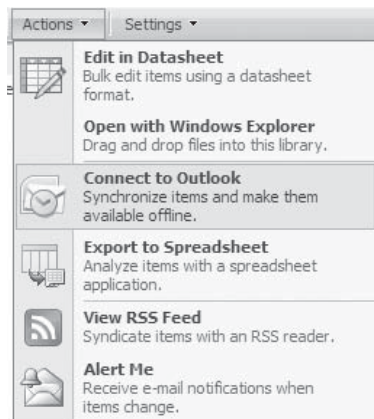 Actions Settings
Edit in Datasheet
Bulk edit items using a datasheet
format.
Open with Windows Explorer
Drag and drop files into this library.
Connect to Outlook
Synchronize items and make them
available offline.
Export to Spreadsheet
Analyze items with a spreadsheet
application.
View RSS Feed
Syndicate items with an RSS reader.
Alert Me
Receive e-mail notifications when
items change.